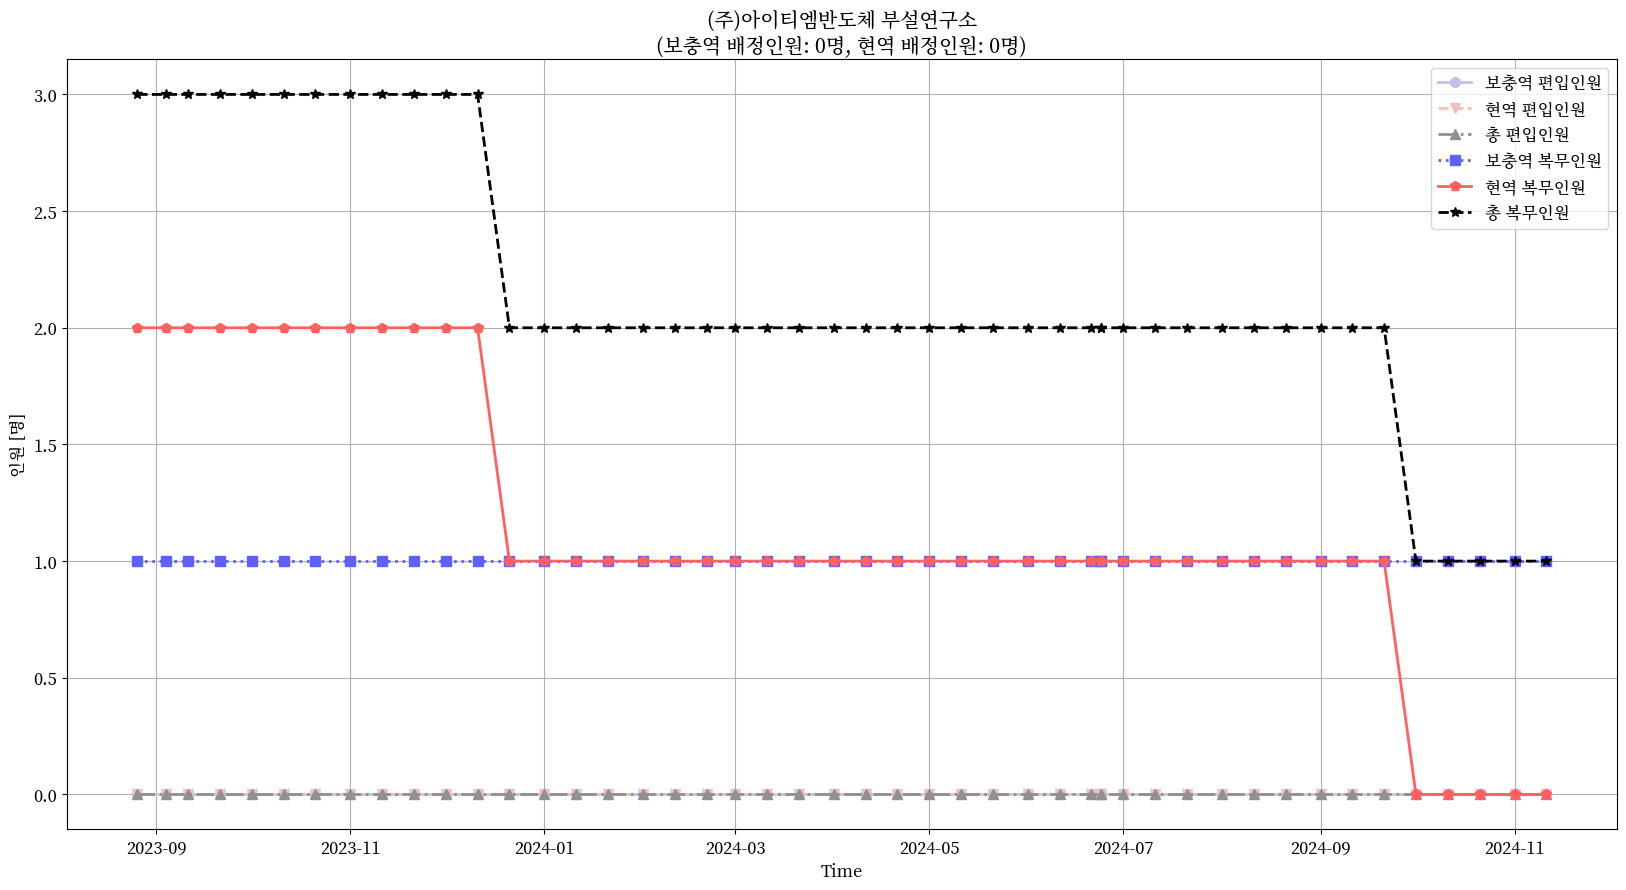 (주)아이티엠반도체 부설연구소
(보충역 배정인원: 0명, 현역 배정인원: 0명)
보충역 편입인원
현역 편입인원
총 편입인원
보충역 복무인원
현역 복무인원
총 복무인원
인원 [명]
3.0
2.5
2.0
1.5
1.0
0.5
0.0
2023-09 2023-11 2024-01 2024-03 2024-05 2024-07 2024-09 2024-11
Time